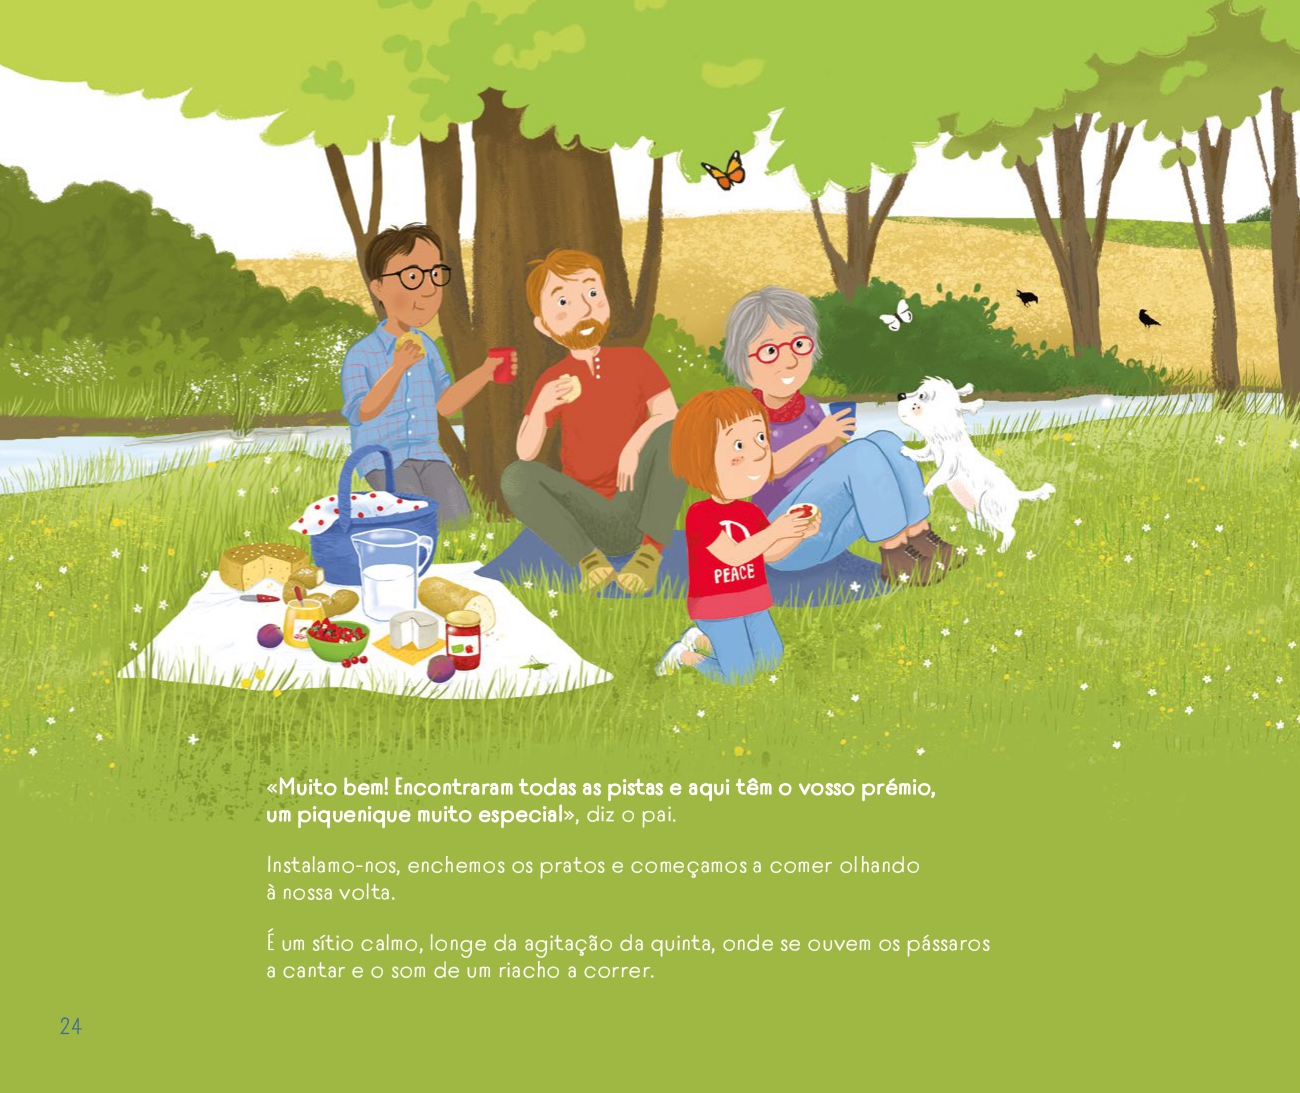 PEACE
«Muito bem! Encontraram todas as pistas e aqui têm o vosso prémio,
um piquenique muito especial», diz o pai.
Instalamo-nos, enchemos os pratos e começamos a comer olhando
à nossa volta.
É um sítio calmo, longe da agitação da quinta, onde se ouvem os pássaros
a cantar e o som de um riacho a correr.
24